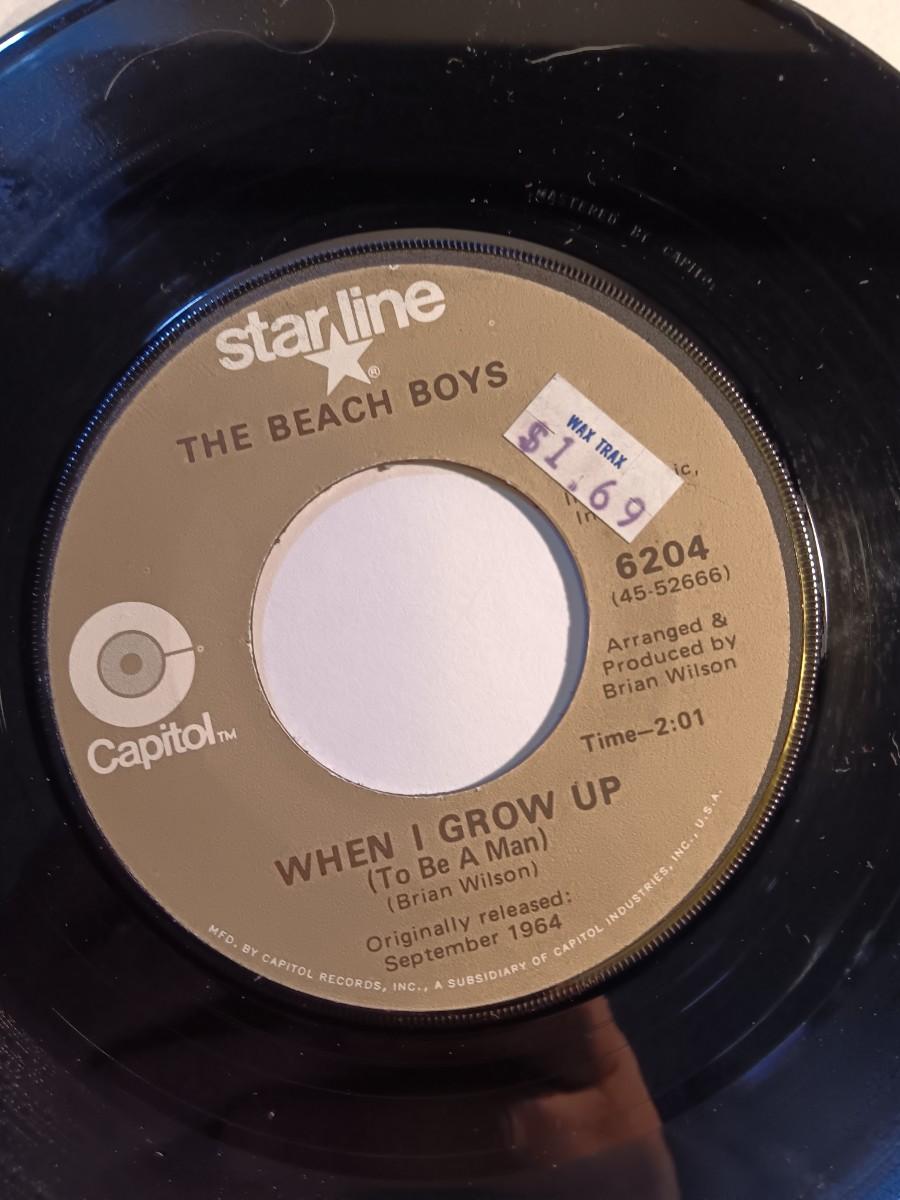 MASTERED BY CAPITOL
starline
®
THE BEACH BOYS
WAX TRAX
$1.69
ic,
In
6204
(45-52666)
Arranged &
Produced by
Brian Wilson
Time—2:01
Capitol™
WHEN I GROW UP
(To Be A Man)
(Brian Wilson)
Originally released:
September 1964
MFD. BY CAPITOL RECORDS, INC., A SUBSIDIARY OF CAPITOL INDUSTRIES, INC., U.S.A.